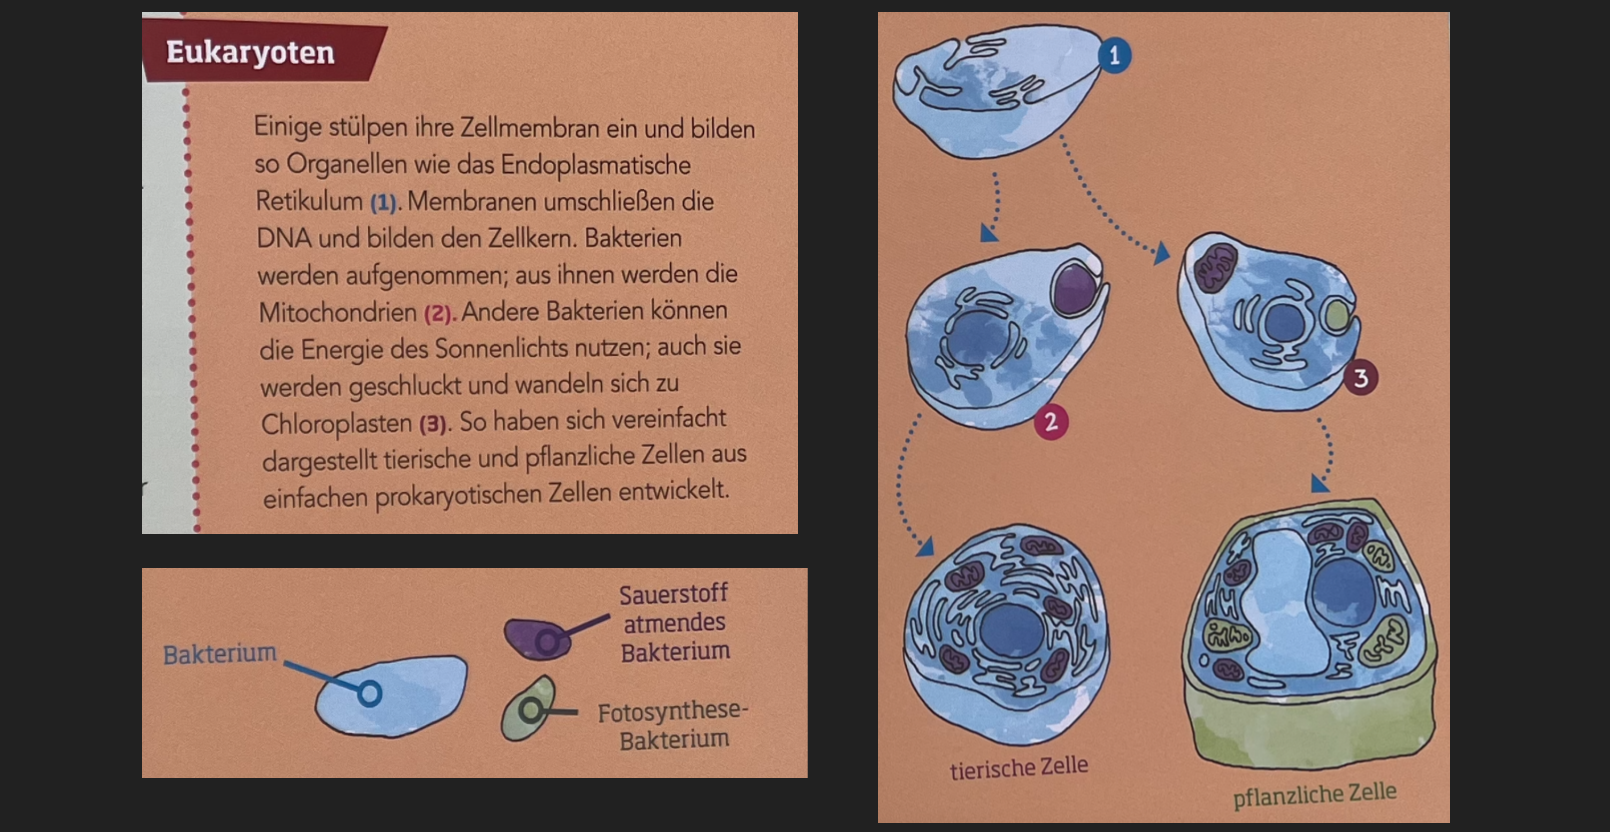 Eukaryoten
Einige stülpen ihre Zellmembran ein und bilden
so Organellen wie das Endoplasmatische
Retikulum (1). Membranen umschließen die
DNA und bilden den Zellkern. Bakterien
werden aufgenommen; aus ihnen werden die
Mitochondrien (2). Andere Bakterien können
die Energie des Sonnenlichts nutzen; auch sie
werden geschluckt und wandeln sich zu
Chloroplasten (3). So haben sich vereinfacht
dargestellt tierische und pflanzliche Zellen aus
einfachen prokaryotischen Zellen entwickelt.
Bakterium
Sauerstoff
atmendes
Bakterium
Fotosynthese-
Bakterium
1
2
3
tierische Zelle
pflanzliche Zelle